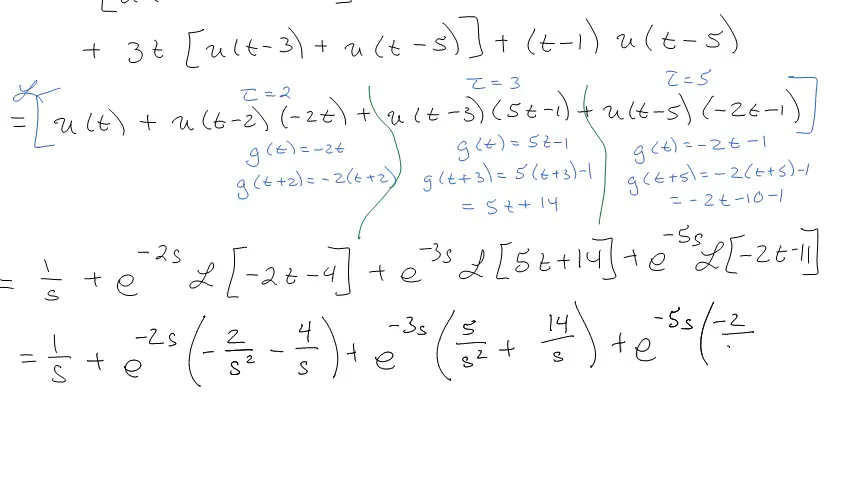 + 3t [u(t-3) + u(t-5)] + (t-1) u(t-5)
τ=2 τ=3 τ=5
ℒ
= [u(t) + u(t-2) (-2t) + u(t-3) (5t-1) + u(t-5) (-2t-1)]
g(t) = -2t g(t) = 5t-1 g(t) = -2t-1
g(t+2) = -2(t+2) g(t+3) = 5(t+3)-1 g(t+5) = -2(t+5)-1
= 5t+14 = -2t-10-1
= 1/s + e^{-2s} ℒ[-2t-4] + e^{-3s} ℒ[5t+14] + e^{-5s} ℒ[-2t-11]
= 1/s + e^{-2s} (-2/s² - 4/s) + e^{-3s} (5/s² + 14/s) + e^{-5s} (-2/